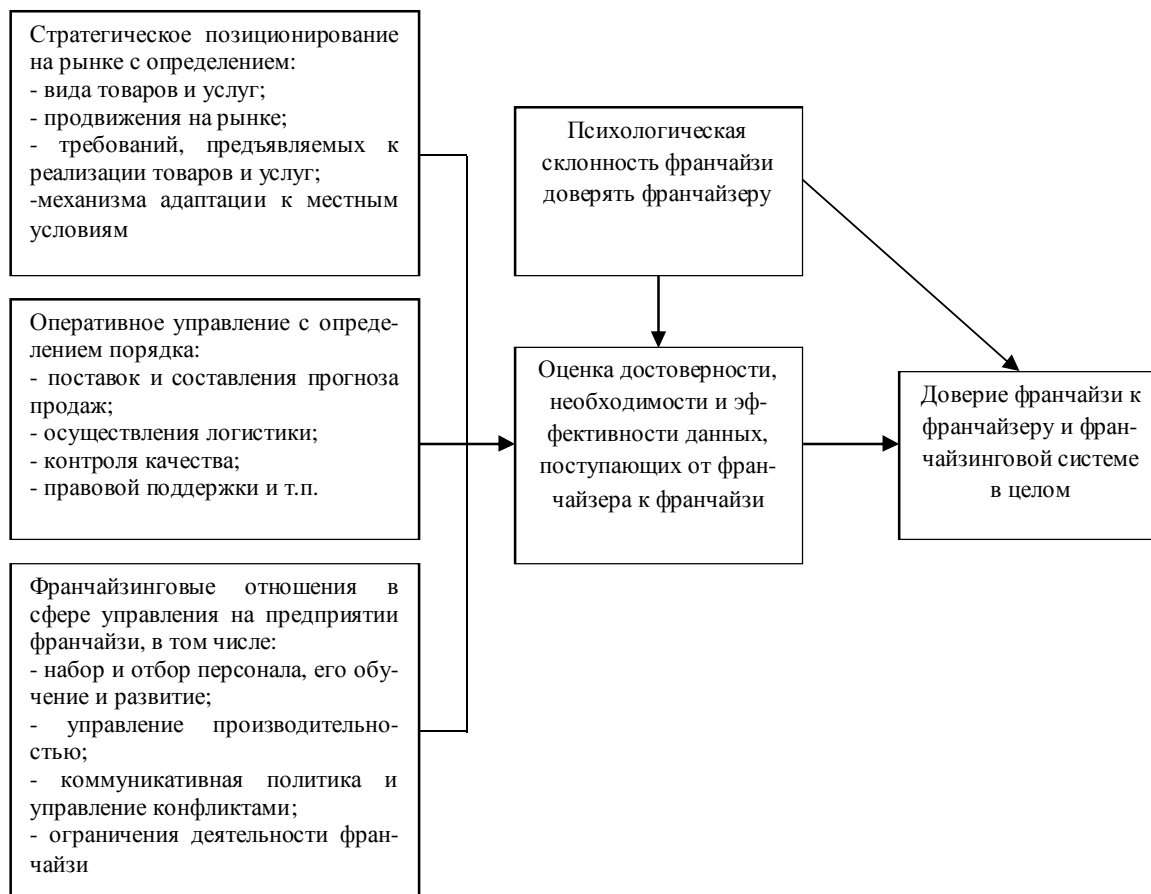 Стратегическое позиционирование
на рынке с определением:
- вида товаров и услуг;
- продвижения на рынке;
- требований, предъявляемых к
реализации товаров и услуг;
-механизма адаптации к местным
условиям
Психологическая
склонность франчайзи
доверять франчайзеру
Оперативное управление с опреде-
лением порядка:
- поставок и составления прогноза
продаж;
- осуществления логистики;
- контроля качества;
- правовой поддержки и т.п.
Оценка достоверности,
необходимости и эф-
фективности данных,
поступающих от фран-
чайзера к франчайзи
Доверие франчайзи к
франчайзеру и фран-
чайзинговой системе
в целом
Франчайзинговые отношения в
сфере управления на предприятии
франчайзи, в том числе:
- набор и отбор персонала, его обу-
чение и развитие;
- управление производительно-
стью;
- коммуникативная политика и
управление конфликтами;
- ограничения деятельности фран-
чайзи